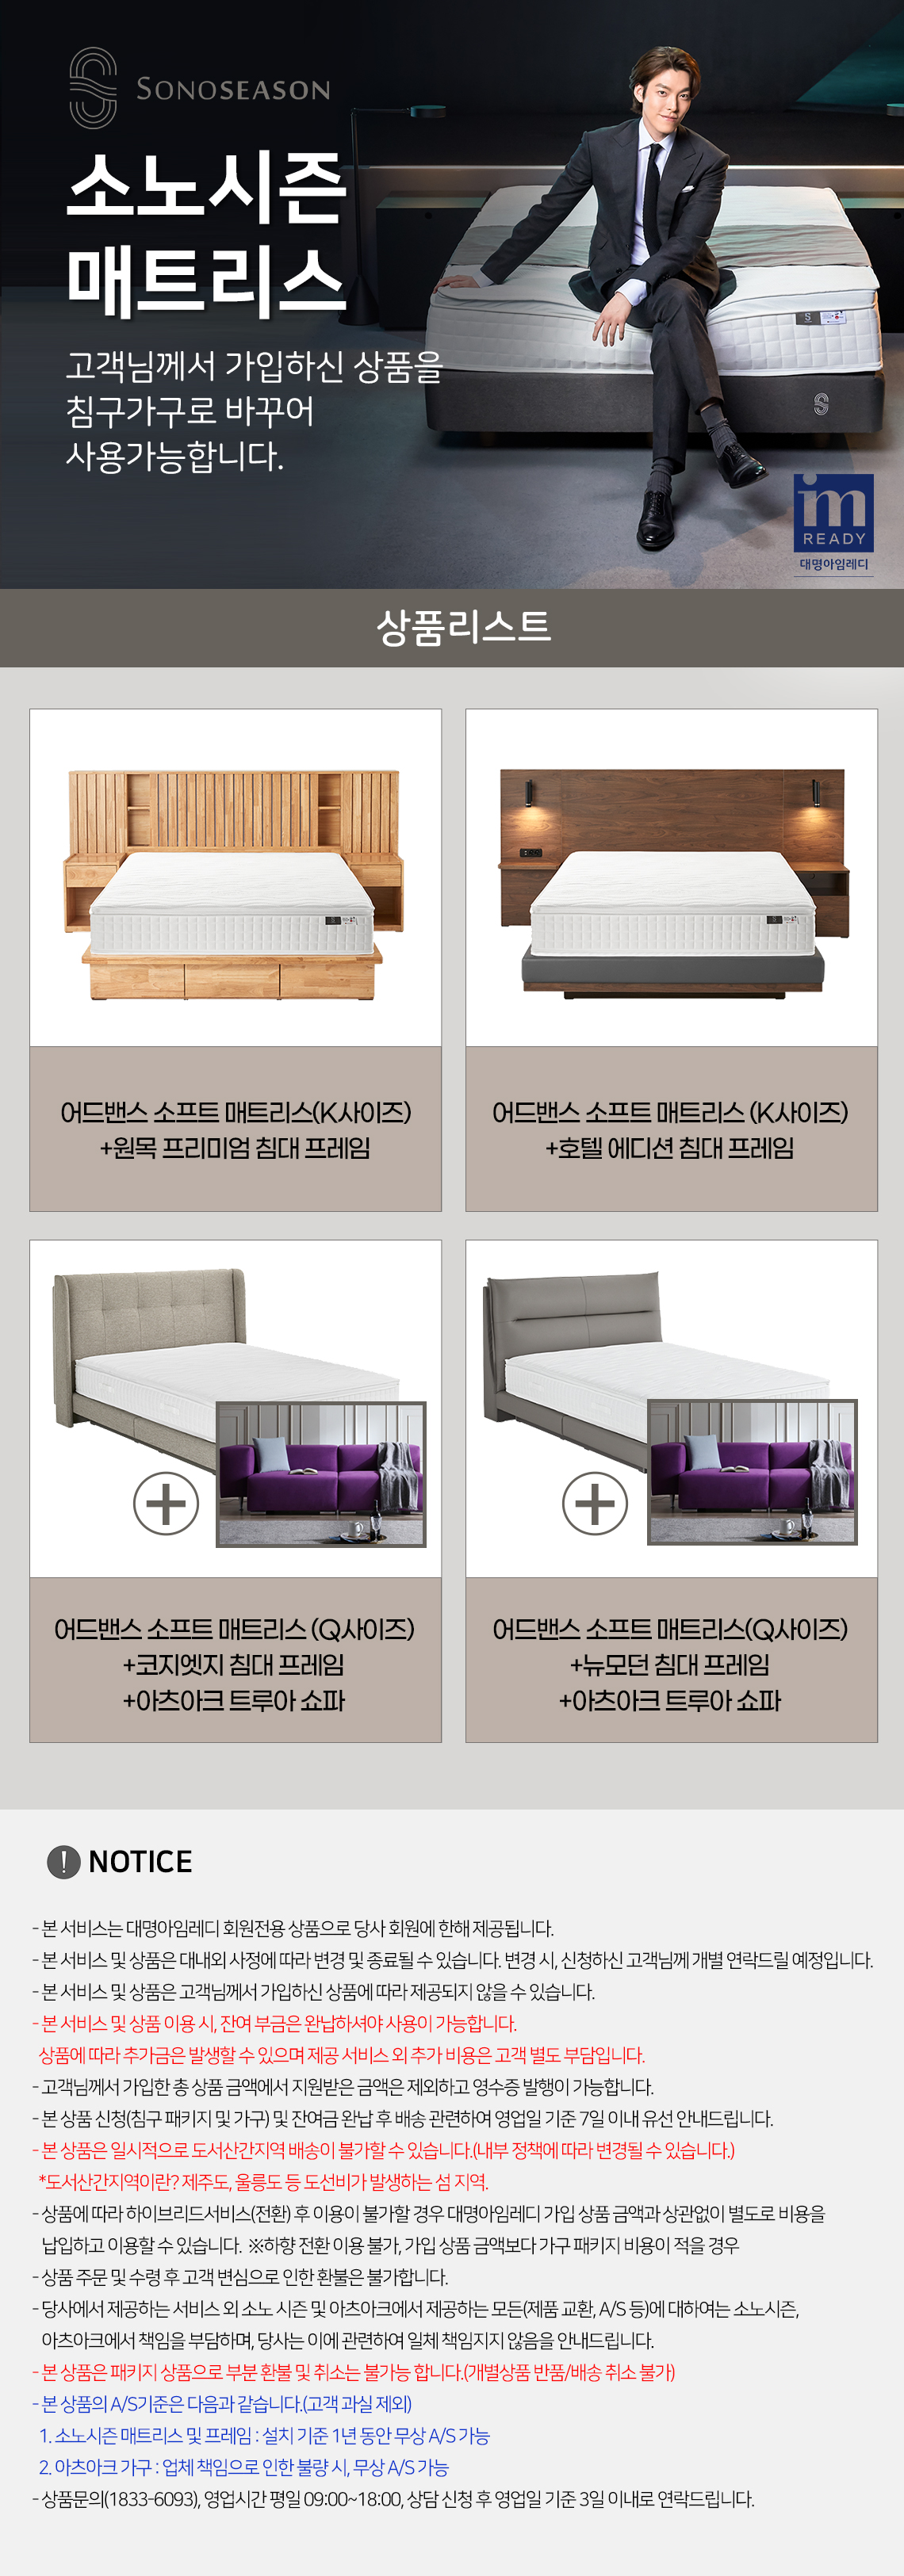 SONOSEASON
소노시즌
매트리스
고객님께서 가입하신 상품을
침구가구로 바꾸어
사용가능합니다.
im
READY
대명아임레디
상품리스트
어드밴스 소프트 매트리스(K사이즈)
+원목 프리미엄 침대 프레임
어드밴스 소프트 매트리스 (K사이즈)
+호텔 에디션 침대 프레임
어드밴스 소프트 매트리스 (Q사이즈)
+코지엣지 침대 프레임
+아츠아크 트루아 쇼파
어드밴스 소프트 매트리스(Q사이즈)
+뉴모던 침대 프레임
+아츠아크 트루아 쇼파
! NOTICE
- 본 서비스는 대명아임레디 회원전용 상품으로 당사 회원에 한해 제공됩니다.
- 본 서비스 및 상품은 대내외 사정에 따라 변경 및 종료될 수 있습니다. 변경 시, 신청하신 고객님께 개별 연락드릴 예정입니다.
- 본 서비스 및 상품은 고객님께서 가입하신 상품에 따라 제공되지 않을 수 있습니다.
- 본 서비스 및 상품 이용 시, 잔여 부금은 완납하셔야 사용이 가능합니다.
상품에 따라 추가금은 발생할 수 있으며 제공 서비스 외 추가 비용은 고객 별도 부담입니다.
- 고객님께서 가입한 총 상품 금액에서 지원받은 금액은 제외하고 영수증 발행이 가능합니다.
- 본 상품 신청(침구 패키지 및 가구) 및 잔여금 완납 후 배송 관련하여 영업일 기준 7일 이내 유선 안내드립니다.
- 본 상품은 일시적으로 도서산간지역 배송이 불가할 수 있습니다.(내부 정책에 따라 변경될 수 있습니다.)
*도서산간지역이란? 제주도, 울릉도 등 도선비가 발생하는 섬 지역.
- 상품에 따라 하이브리드서비스(전환) 후 이용이 불가할 경우 대명아임레디 가입 상품 금액과 상관없이 별도로 비용을
납입하고 이용할 수 있습니다. ※하향 전환 이용 불가, 가입 상품 금액보다 가구 패키지 비용이 적을 경우
- 상품 주문 및 수령 후 고객 변심으로 인한 환불은 불가합니다.
- 당사에서 제공하는 서비스 외 소노 시즌 및 아츠아크에서 제공하는 모든(제품 교환, A/S 등)에 대하여는 소노시즌,
아츠아크에서 책임을 부담하며, 당사는 이에 관련하여 일체 책임지지 않음을 안내드립니다.
- 본 상품은 패키지 상품으로 부분 환불 및 취소는 불가능 합니다.(개별상품 반품/배송 취소 불가)
- 본 상품의 A/S기준은 다음과 같습니다.(고객 과실 제외)
1. 소노시즌 매트리스 및 프레임 : 설치 기준 1년 동안 무상 A/S 가능
2. 아츠아크 가구 : 업체 책임으로 인한 불량 시, 무상 A/S 가능
- 상품문의(1833-6093), 영업시간 평일 09:00~18:00, 상담 신청 후 영업일 기준 3일 이내로 연락드립니다.